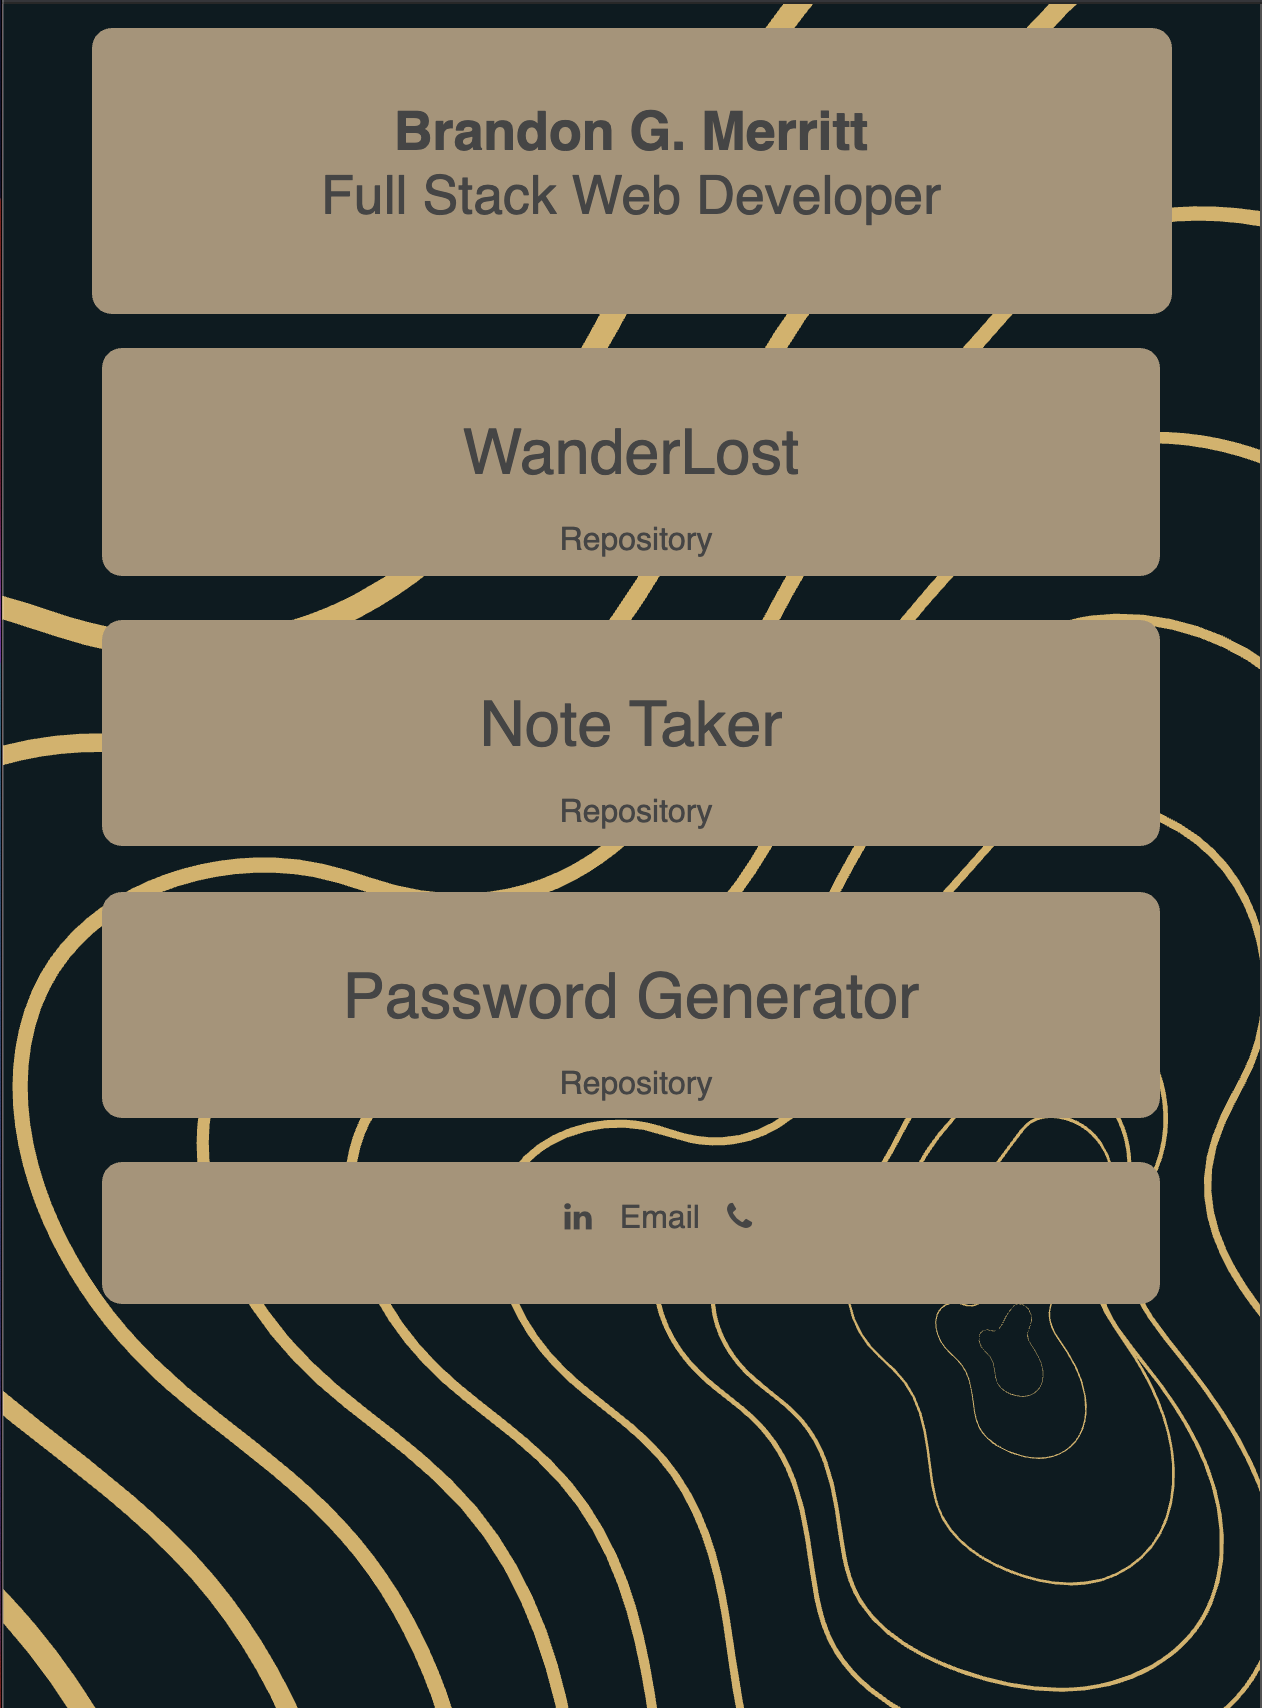 Brandon G. Merritt
Full Stack Web Developer
WanderLost
Repository
Note Taker
Repository
Password Generator
Repository
in Email